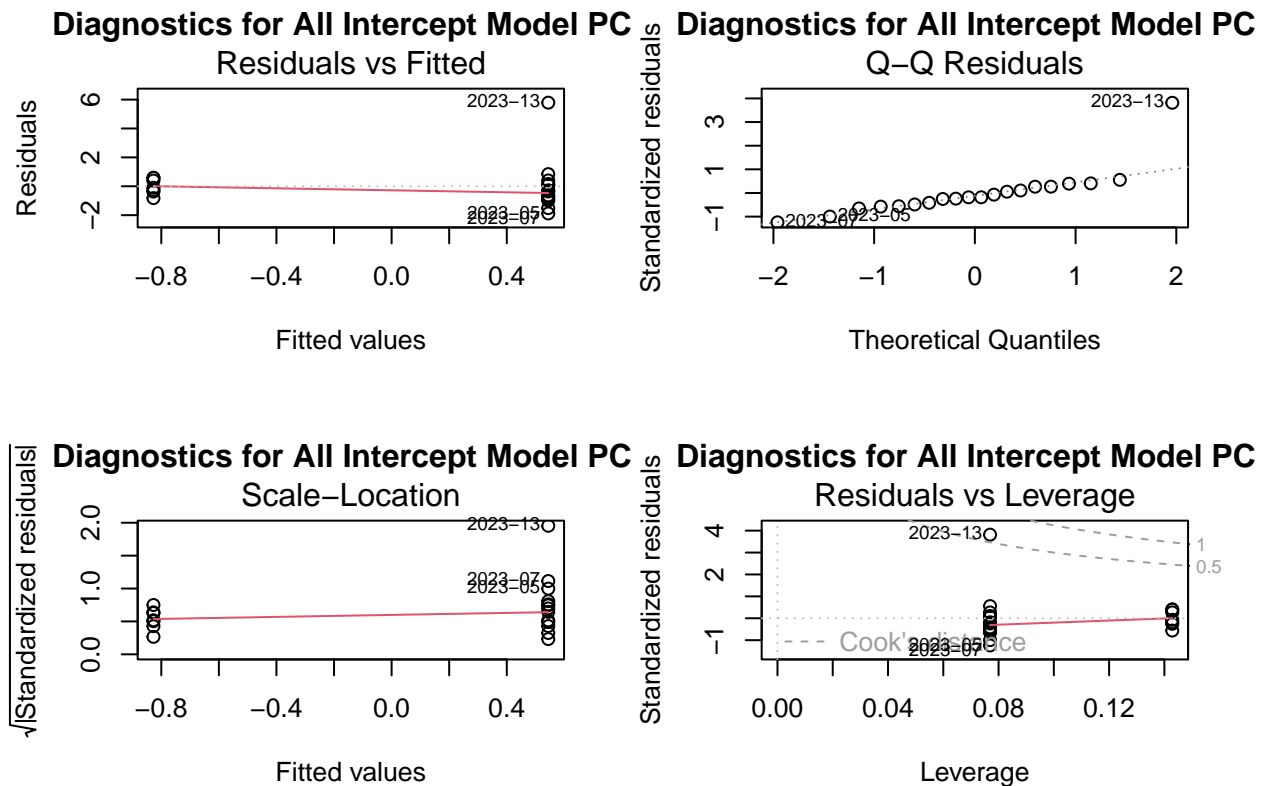 Diagnostics for All Intercept Model PC
Residuals vs Fitted
Residuals
6
2
−2
2023−13
2023−05
2023−07
−0.8
−0.4
0.0
0.4
Fitted values
Diagnostics for All Intercept Model PC
Q−Q Residuals
Standardized residuals
3
1
−1
2023−13
2023−07
2023−05
−2
−1
0
1
2
Theoretical Quantiles
Diagnostics for All Intercept Model PC
Scale−Location
√|Standardized residuals|
2.0
1.0
0.0
2023−13
2023−07
2023−05
−0.8
−0.4
0.0
0.4
Fitted values
Diagnostics for All Intercept Model PC
Residuals vs Leverage
Standardized residuals
4
2
−1
2023−13
1
0.5
Cook's distance
2023−05
2023−07
0.00
0.04
0.08
0.12
Leverage